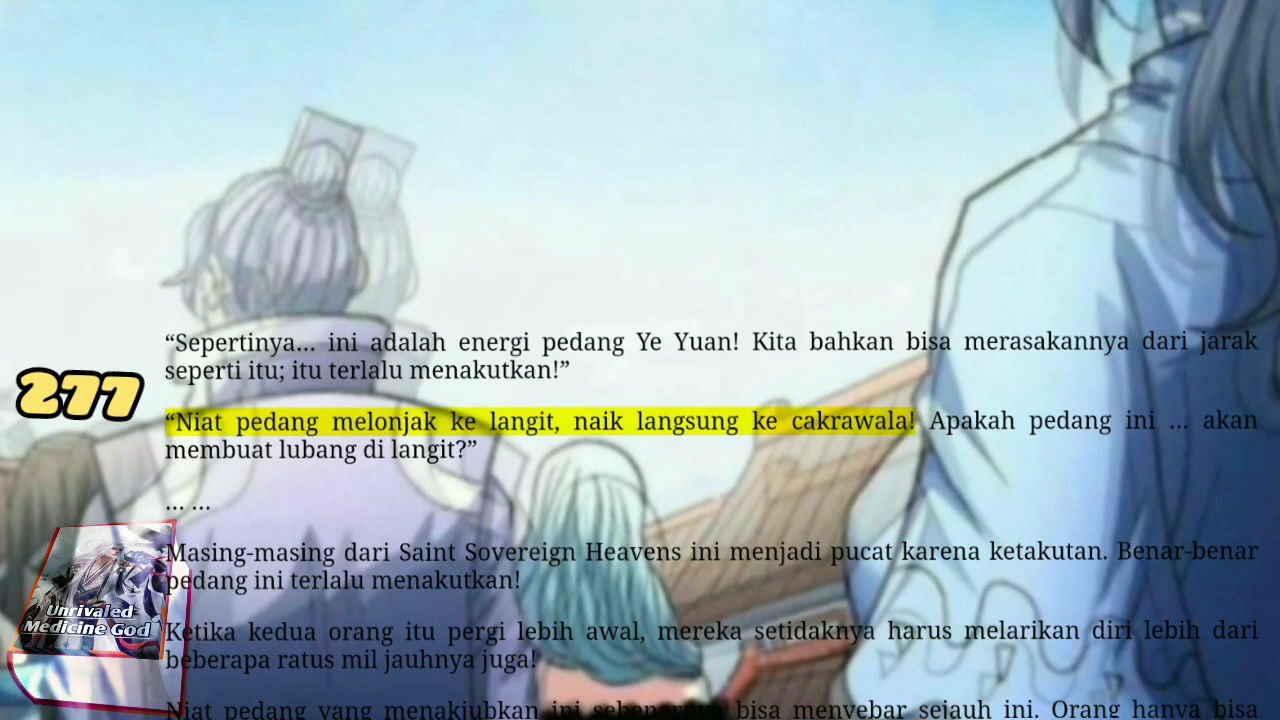 “Sepertinya... ini adalah energi pedang Ye Yuan! Kita bahkan bisa merasakannya dari jarak
seperti itu; itu terlalu menakutkan!”
277
“Niat pedang melonjak ke langit, naik langsung ke cakrawala! Apakah pedang ini ... akan
membuat lubang di langit?”
... ...
Masing-masing dari Saint Sovereign Heavens ini menjadi pucat karena ketakutan. Benar-benar
pedang ini terlalu menakutkan!
Unrivaled
Medicine God
Ketika kedua orang itu pergi lebih awal, mereka setidaknya harus melarikan diri lebih dari
beberapa ratus mil jauhnya juga!
Niat pedang yang menakjubkan ini sebenarnya bisa menyebar sejauh ini. Orang hanya bisa